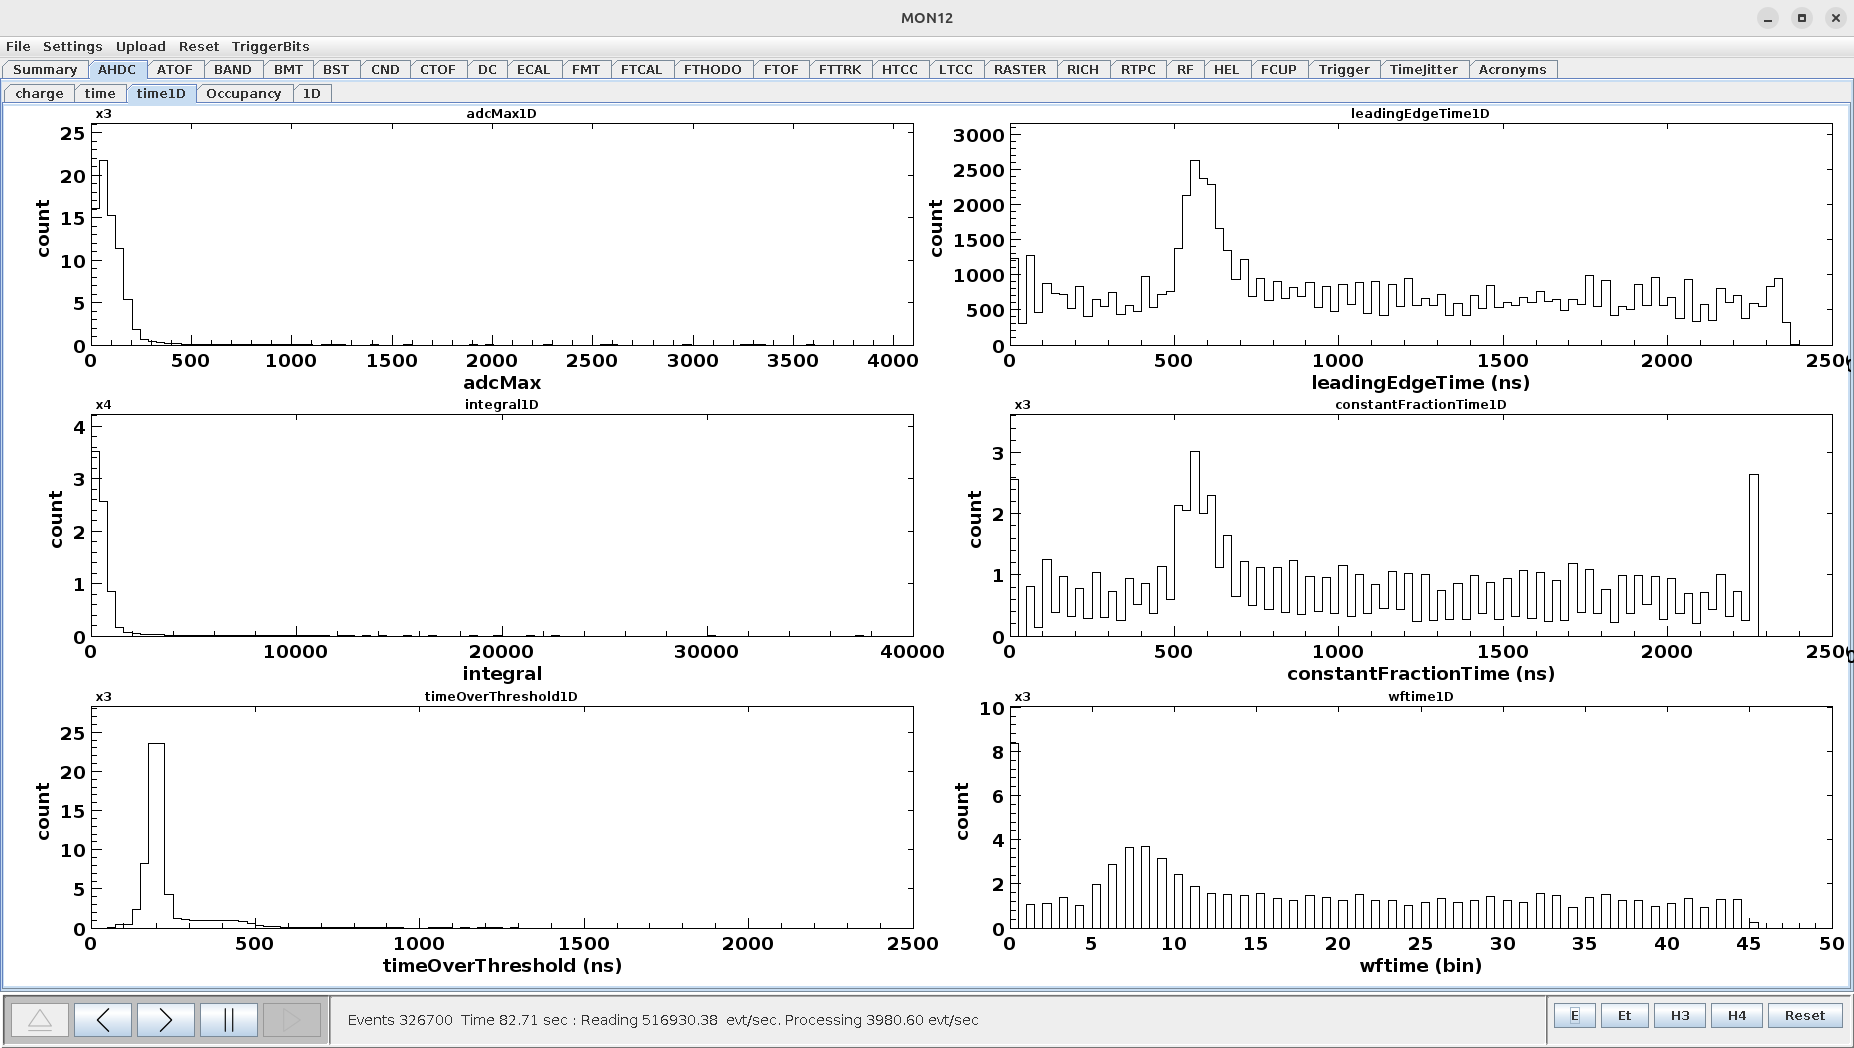 MON12
File Settings Upload Reset TriggerBits
Summary AHDC ATOF BAND BMT BST CND CTOF DC ECAL FMT FTCAL FTHODO FTOF FTTRK HTCC LTCC RASTER RICH RTPC RF HEL FCUP Trigger TimeJitter Acronyms
charge time time1D Occupancy 1D
x3 adcMax1D
25
20
15
10
5
0
count
0 500 1000 1500 2000 2500 3000 3500 4000
adcMax
leadingEdgeTime1D
3000
2500
2000
1500
1000
500
0
count
0 500 1000 1500 2000 2500
leadingEdgeTime (ns)
x4 integral1D
4
3
2
1
0
count
0 10000 20000 30000 40000
integral
x3 constantFractionTime1D
3
2
1
0
count
0 500 1000 1500 2000 2500
constantFractionTime (ns)
x3 timeOverThreshold1D
25
20
15
10
5
0
count
0 500 1000 1500 2000 2500
timeOverThreshold (ns)
x3 wftime1D
10
8
6
4
2
0
count
0 5 10 15 20 25 30 35 40 45 50
wftime (bin)
Events 326700 Time 82.71 sec : Reading 516930.38 evt/sec. Processing 3980.60 evt/sec
E Et H3 H4 Reset